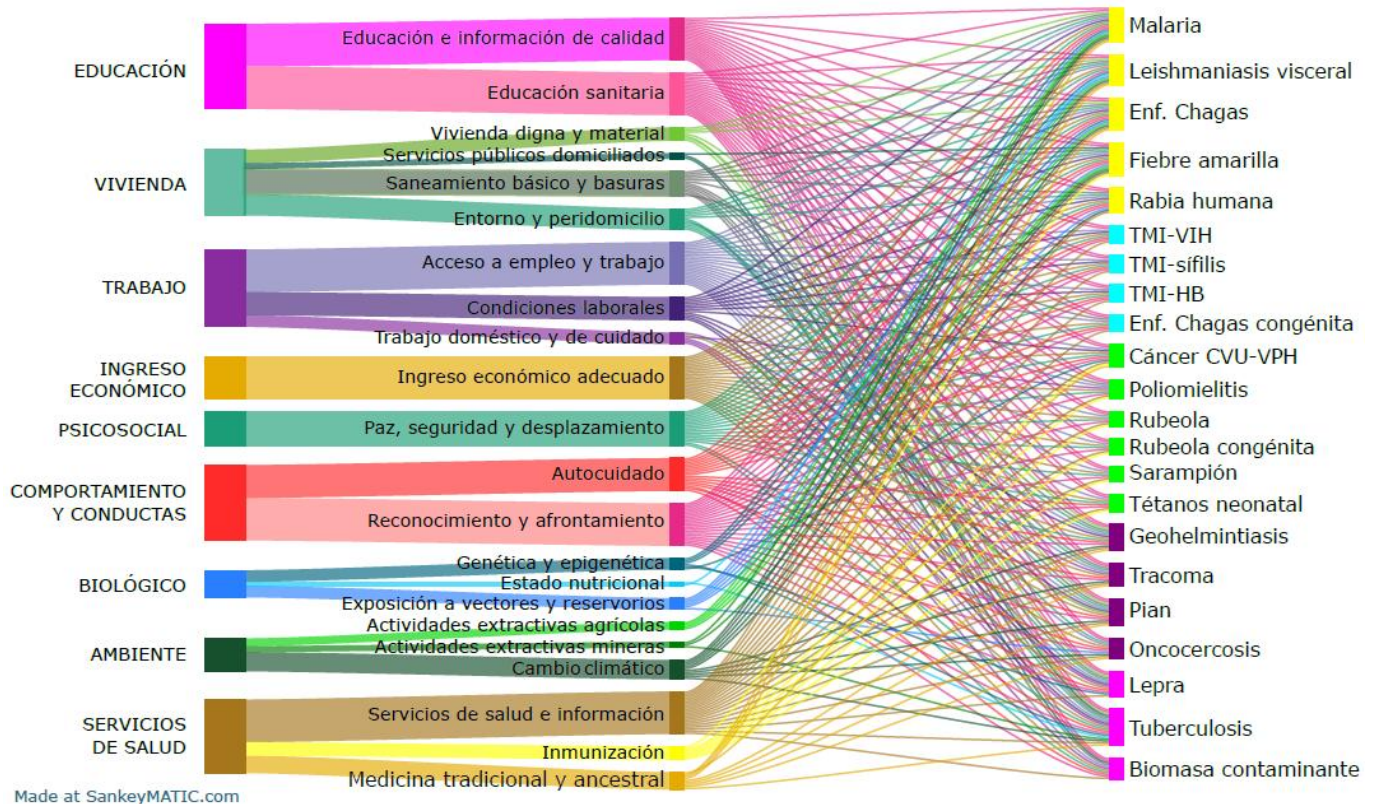 EDUCACIÓN
VIVIENDA
TRABAJO
INGRESO
ECONÓMICO
PSICOSOCIAL
COMPORTAMIENTO
Y CONDUCTAS
BIOLÓGICO
AMBIENTE
SERVICIOS
DE SALUD
Educación e información de calidad
Educación sanitaria
Vivienda digna y material
Servicios públicos domiciliados
Saneamiento básico y basuras
Entorno y peridomicilio
Acceso a empleo y trabajo
Condiciones laborales
Trabajo doméstico y de cuidado
Ingreso económico adecuado
Paz, seguridad y desplazamiento
Autocuidado
Reconocimiento y afrontamiento
Genética y epigenética
Estado nutricional
Exposición a vectores y reservorios
Actividades extractivas agrícolas
Actividades extractivas mineras
Cambio climático
Servicios de salud e información
Inmunización
Medicina tradicional y ancestral
Malaria
Leishmaniasis visceral
Enf. Chagas
Fiebre amarilla
Rabia humana
TMI-VIH
TMI-sífilis
TMI-HB
Enf. Chagas congénita
Cáncer CVU-VPH
Poliomielitis
Rubeola
Rubeola congénita
Sarampión
Tétanos neonatal
Geohelmintiasis
Tracoma
Pian
Oncocercosis
Lepra
Tuberculosis
Biomasa contaminante
Made at SankeyMATIC.com